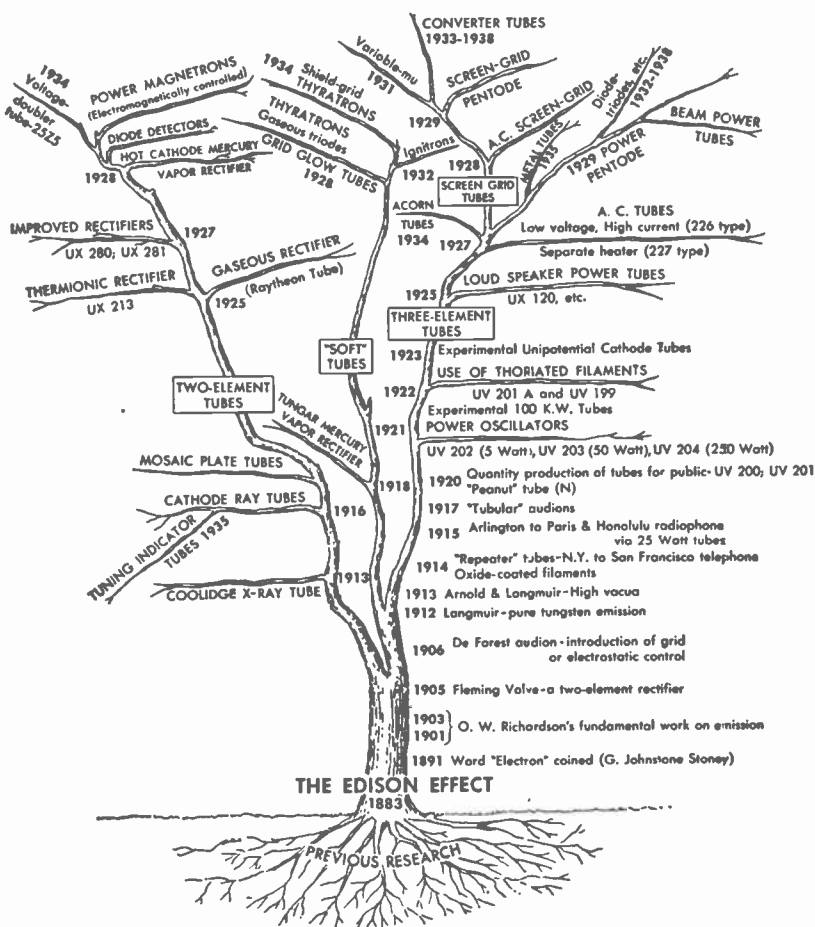 CONVERTER TUBES
1933-1938
Variable-mu
1931
SCREEN-GRID
PENTODE
1929
1934
Voltage-
doubler
tube-25Z5
POWER MAGNETRONS
(Electromagnetically controlled)
DIODE DETECTORS
HOT CATHODE MERCURY
VAPOR RECTIFIER
1928
1934 Shield-grid
THYRATRONS
THYRATRONS
Gaseous triodes
GRID GLOW TUBES
1928
Ignitrons
1932
A.C. SCREEN-GRID
1928
SCREEN GRID
TUBES
METAL TUBES
1935
Diode-
triodes, etc.
1932-1938
1929 POWER
PENTODE
BEAM POWER
TUBES
ACORN
TUBES
1934
1927
A. C. TUBES
Low voltage, High current (226 type)
Separate heater (227 type)
IMPROVED RECTIFIERS
UX 280; UX 281
1927
THERMIONIC RECTIFIER
UX 213
GASEOUS RECTIFIER
(Raytheon Tube)
1925
LOUD SPEAKER POWER TUBES
UX 120, etc.
1925
THREE-ELEMENT
TUBES
"SOFT"
TUBES
TWO-ELEMENT
TUBES
1923 Experimental Unipotential Cathode Tubes
USE OF THORIATED FILAMENTS
1922
UV 201 A and UV 199
Experimental 100 K.W. Tubes
1921
POWER OSCILLATORS
UV 202 (5 Watt), UV 203 (50 Watt), UV 204 (250 Watt)
TUNGAR MERCURY
VAPOR RECTIFIER
1918
MOSAIC PLATE TUBES
CATHODE RAY TUBES
1916
TUNING INDICATOR
TUBES 1935
COOLIDGE X-RAY TUBE
1913
1920 Quantity production of tubes for public- UV 200; UV 201
"Peanut" tube (N)
1917 "Tubular" audions
1915 Arlington to Paris & Honolulu radiophone
via 25 Watt tubes
1914 "Repeater" tubes-N.Y. to San Francisco telephone
Oxide-coated filaments
1913 Arnold & Langmuir-High vacua
1912 Langmuir-pure tungsten emission
1906 De Forest audion - introduction of grid
or electrostatic control
1905 Fleming Valve-a two-element rectifier
1903
1901
O. W. Richardson's fundamental work on emission
1891 Word "Electron" coined (G. Johnstone Stoney)
THE EDISON EFFECT
1883
PREVIOUS RESEARCH